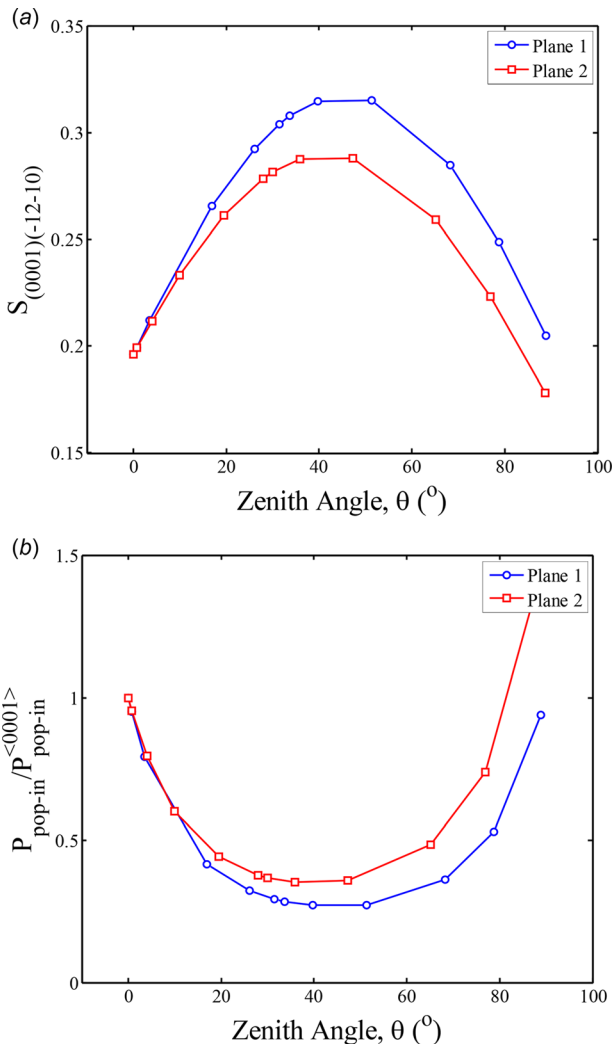 (a)
0.35
0.3
0.25
0.2
0.15
S(0001)(-12-10)
Plane 1
Plane 2
0 20 40 60 80 100
Zenith Angle, θ (o)
(b)
1.5
1
0.5
0
Ppop-in/Ppop-in<0001>
Plane 1
Plane 2
0 20 40 60 80 100
Zenith Angle, θ (o)